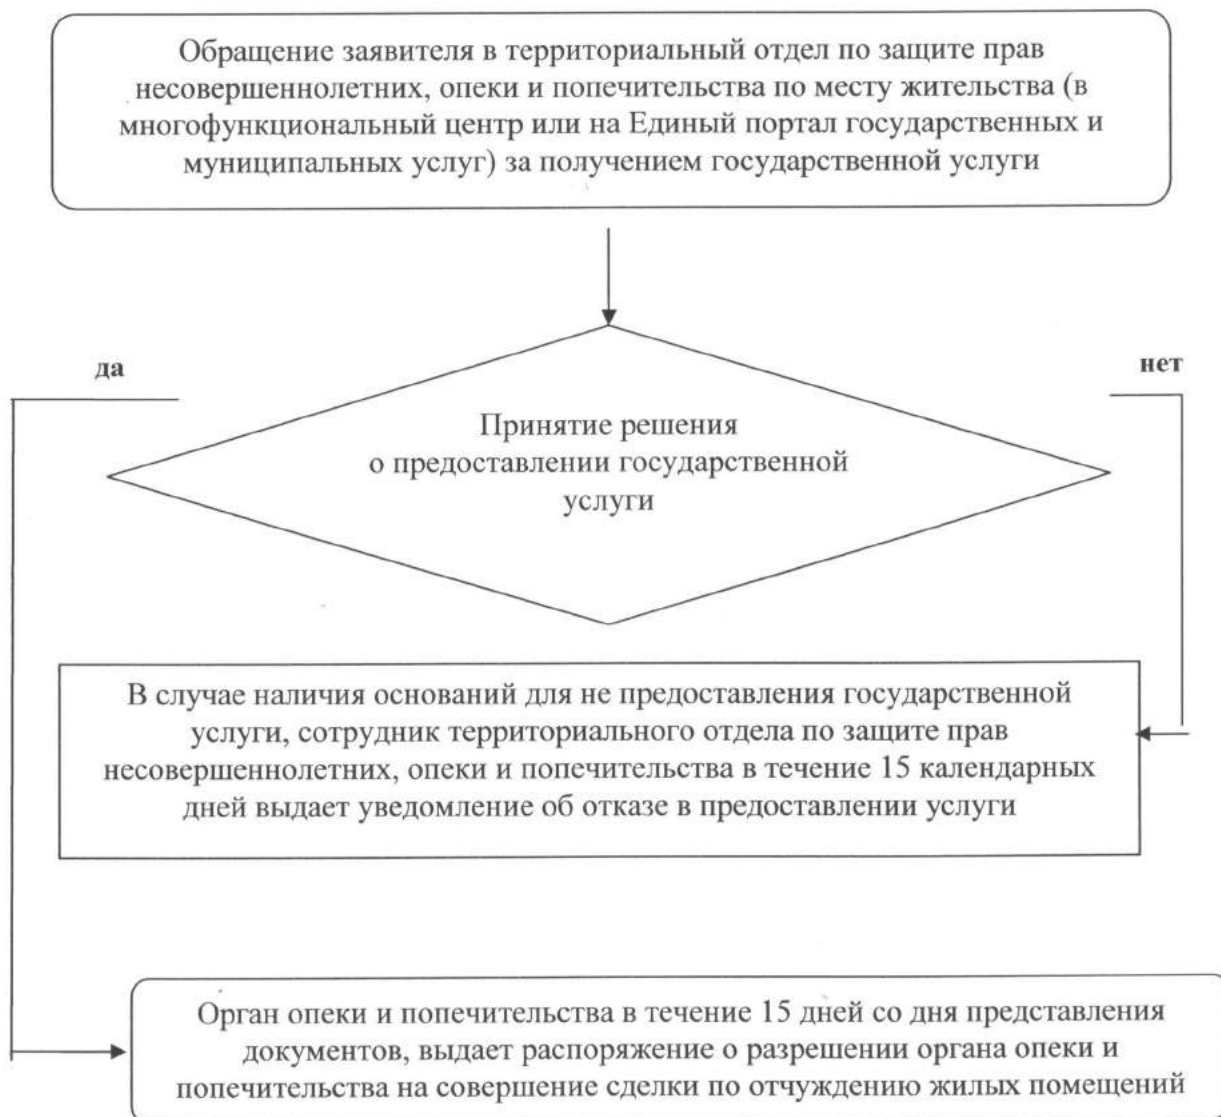 Обращение заявителя в территориальный отдел по защите прав
несовершеннолетних, опеки и попечительства по месту жительства (в
многофункциональный центр или на Единый портал государственных и
муниципальных услуг) за получением государственной услуги
да
нет
Принятие решения
о предоставлении государственной
услуги
В случае наличия оснований для не предоставления государственной
услуги, сотрудник территориального отдела по защите прав
несовершеннолетних, опеки и попечительства в течение 15 календарных
дней выдает уведомление об отказе в предоставлении услуги
Орган опеки и попечительства в течение 15 дней со дня представления
документов, выдает распоряжение о разрешении органа опеки и
попечительства на совершение сделки по отчуждению жилых помещений